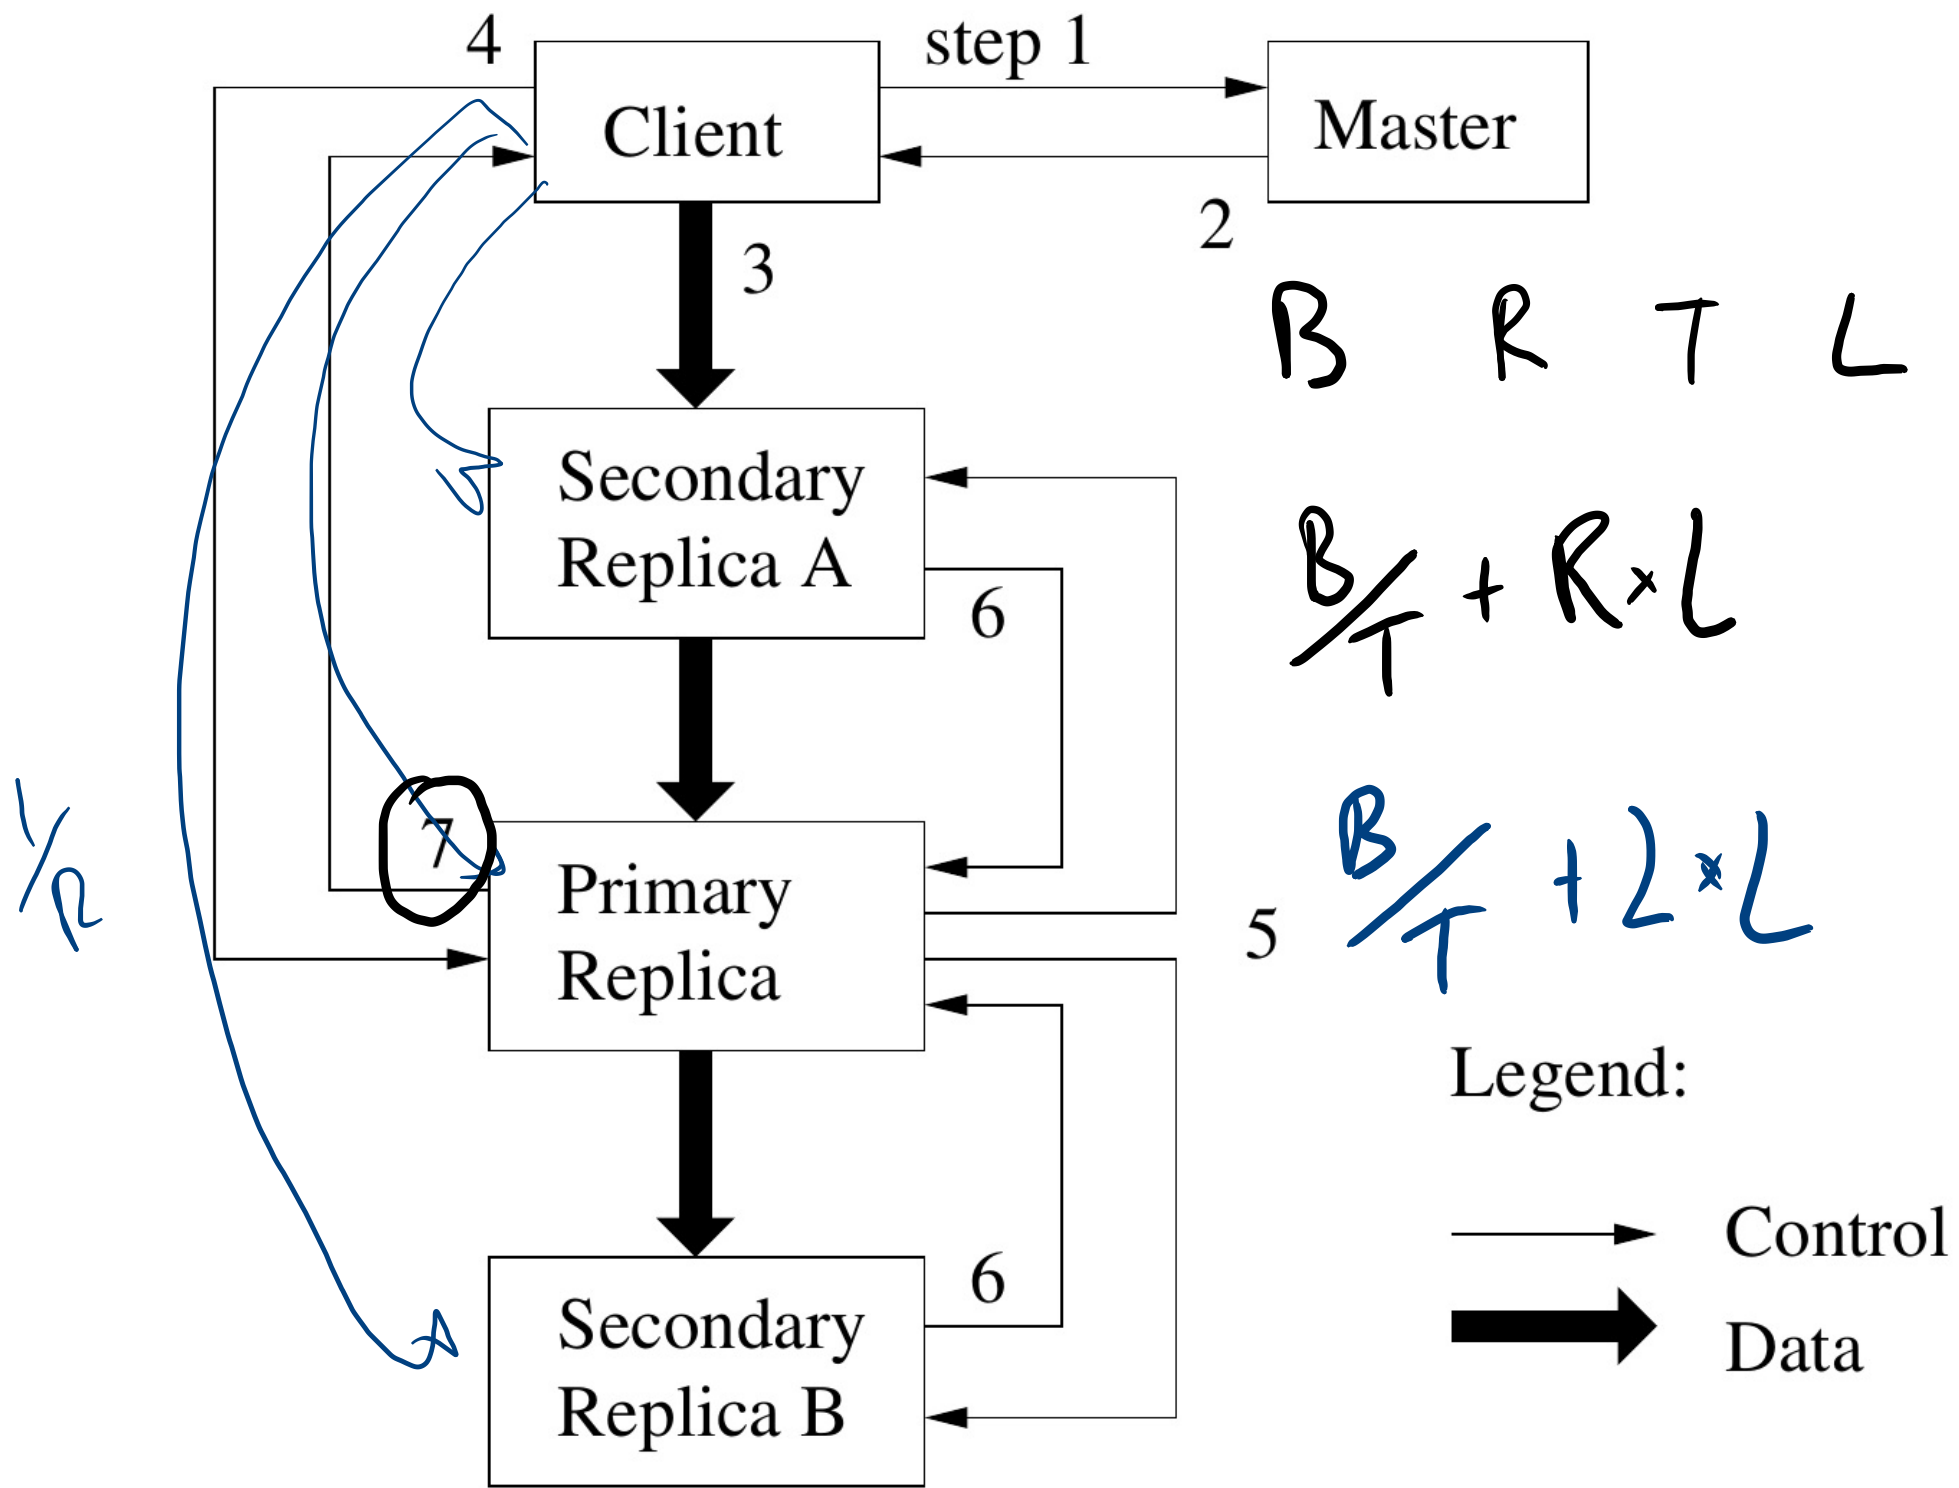 4
step 1
Client
Master
2
3
B R T L
Secondary
Replica A
6
B/T + R×L
1/R
7
Primary
Replica
5
B/T + L×L
Legend:
Control
Data
6
Secondary
Replica B